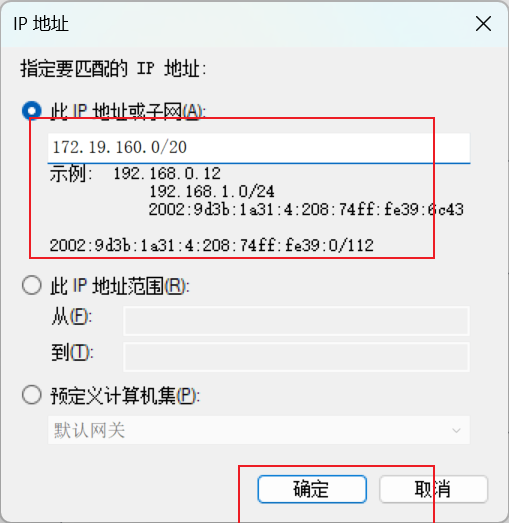 IP 地址
指定要匹配的 IP 地址:
此 IP 地址或子网(A):
172.19.160.0/20
示例: 192.168.0.12
192.168.1.0/24
2002:9d3b:1a31:4:208:74ff:fe39:6c43
2002:9d3b:1a31:4:208:74ff:fe39:0/112
此 IP 地址范围(R):
从(F):
到(T):
预定义计算机集(P):
默认网关
确定 取消